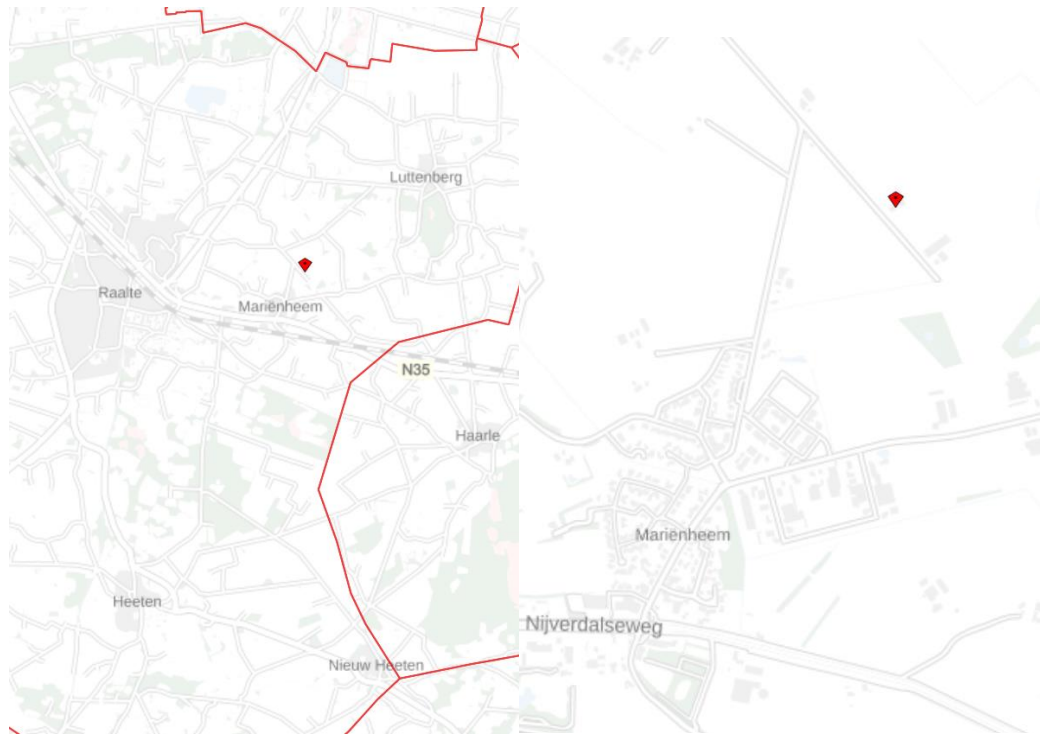 Luttenberg
Raalte
Mariënheem
N35
Haarle
Heeten
Nieuw Heeten
Mariënheem
Nijverdalseweg